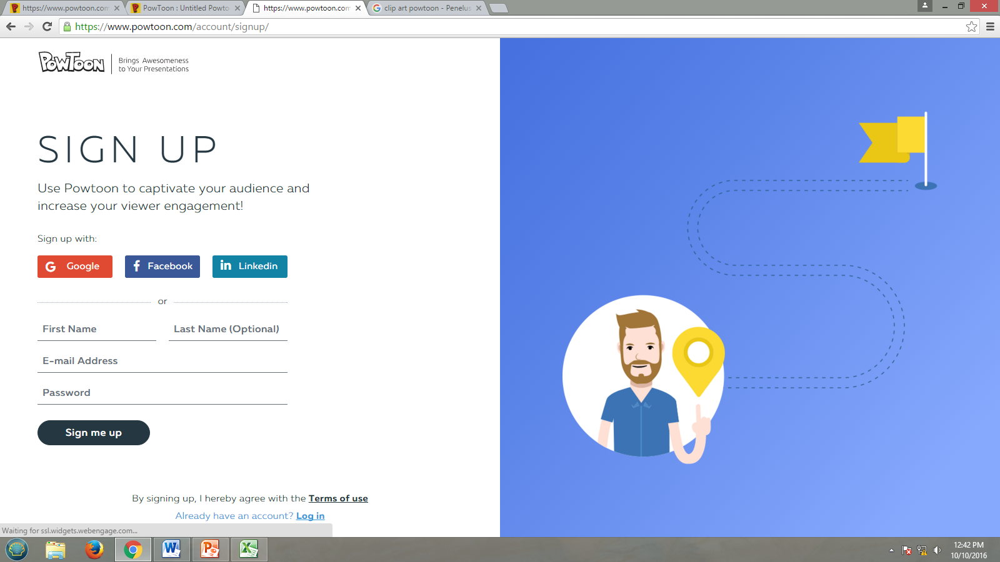 https://www.powtoon.com
PowToon : Untitled Powto
https://www.powtoon.com
clip art powtoon - Penelus
https://www.powtoon.com/account/signup/
POWTOON
Brings Awesomeness
to Your Presentations
SIGN UP
Use Powtoon to captivate your audience and
increase your viewer engagement!
Sign up with:
G Google
f Facebook
in Linkedin
or
First Name
Last Name (Optional)
E-mail Address
Password
Sign me up
By signing up, I hereby agree with the Terms of use
Already have an account? Log in
Waiting for ssl.widgets.webengage.com...
12:42 PM
10/10/2016